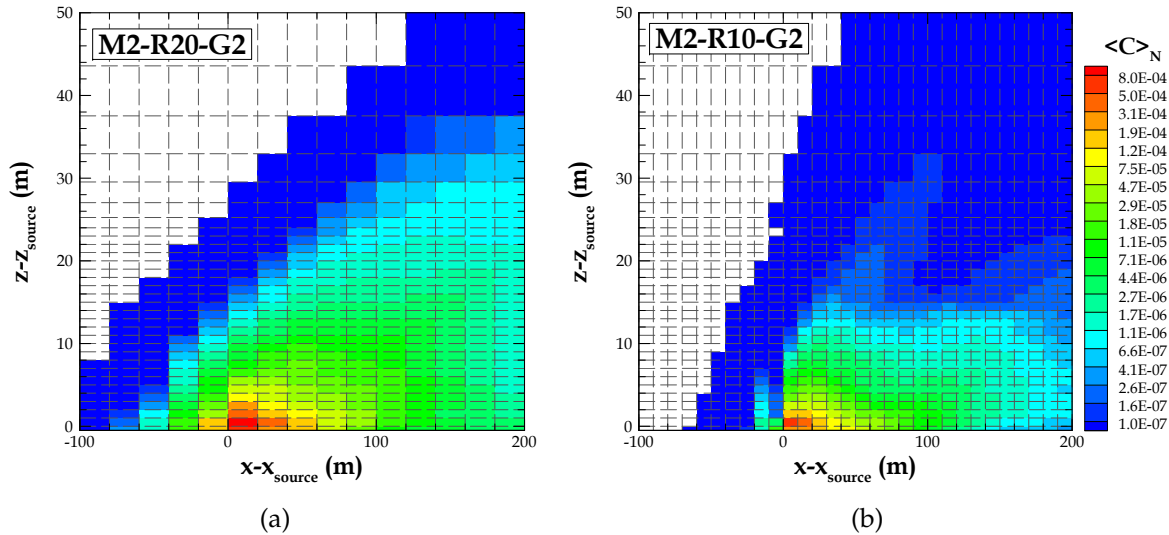 M2-R20-G2
50
40
30
20
10
0
z-z_source (m)
-100 0 100 200
x-x_source (m)
(a)
M2-R10-G2
50
40
30
20
10
0
z-z_source (m)
-100 0 100 200
x-x_source (m)
(b)
<C>_N
8.0E-04
5.0E-04
3.1E-04
1.9E-04
1.2E-04
7.5E-05
4.7E-05
2.9E-05
1.8E-05
1.1E-05
7.1E-06
4.4E-06
2.7E-06
1.7E-06
1.1E-06
6.6E-07
4.1E-07
2.6E-07
1.6E-07
1.0E-07